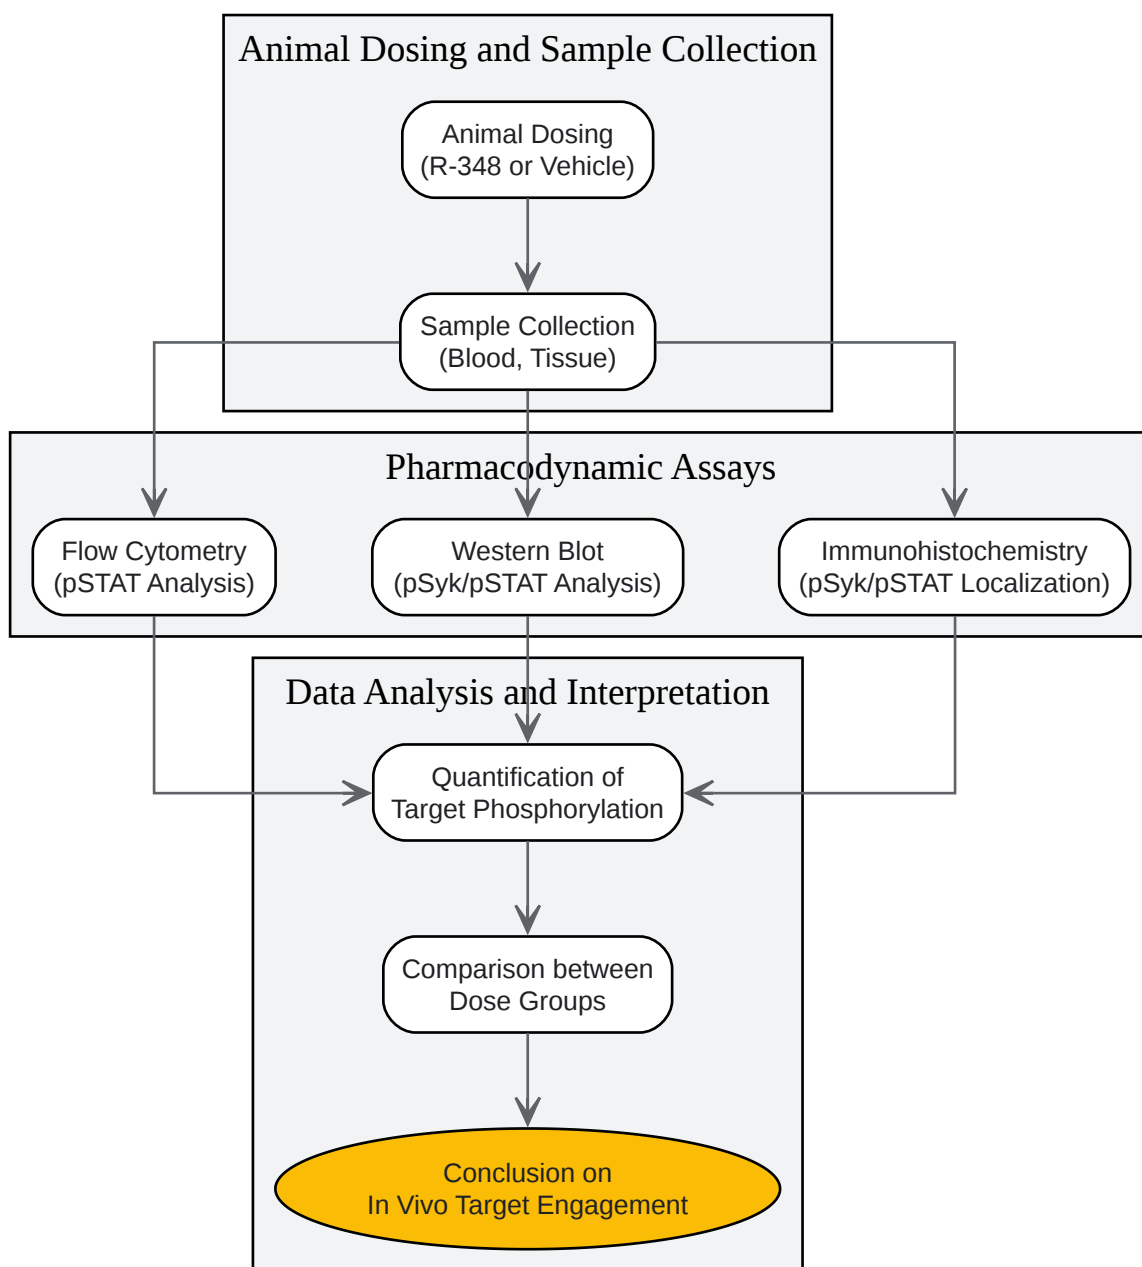 Animal Dosing and Sample Collection
Animal Dosing
(R-348 or Vehicle)
Sample Collection
(Blood, Tissue)
Pharmacodynamic Assays
Flow Cytometry
(pSTAT Analysis)
Western Blot
(pSyk/pSTAT Analysis)
Immunohistochemistry
(pSyk/pSTAT Localization)
Data Analysis and Interpretation
Quantification of
Target Phosphorylation
Comparison between
Dose Groups
Conclusion on
In Vivo Target Engagement